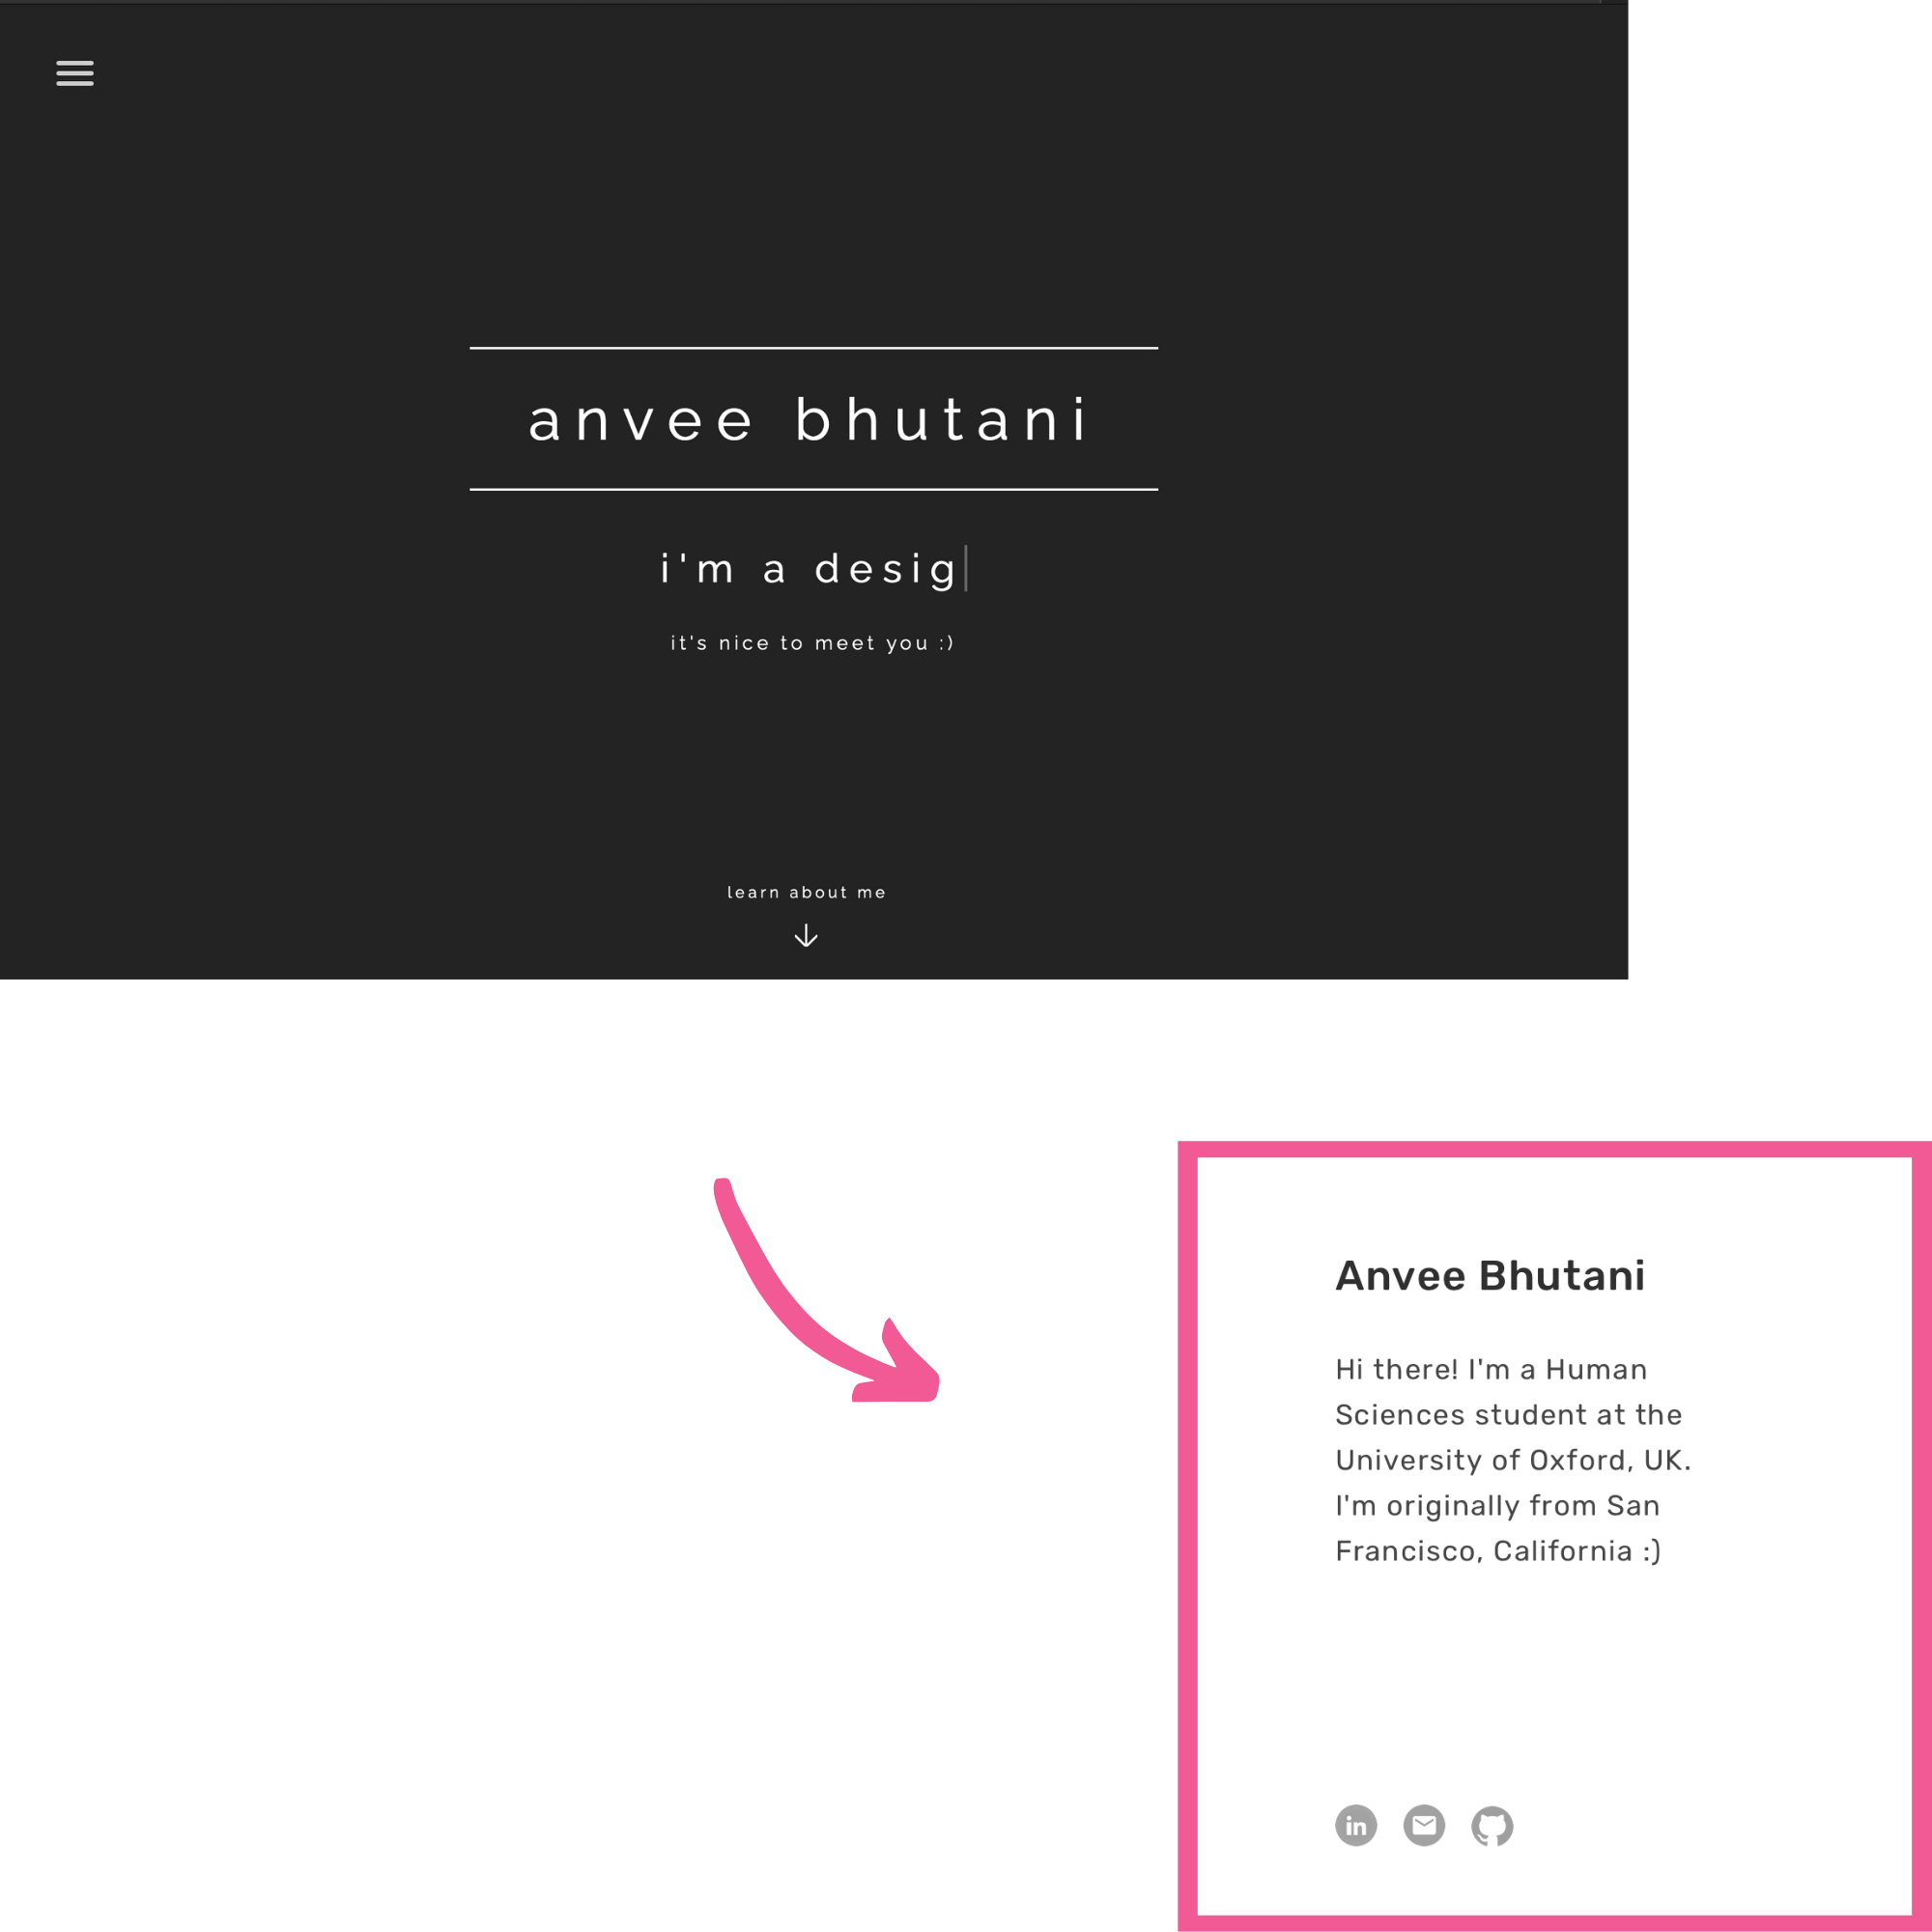 anvee bhutani
i'm a desig
it's nice to meet you :)
learn about me
Anvee Bhutani
Hi there! I'm a Human
Sciences student at the
University of Oxford, UK.
I'm originally from San
Francisco, California :)
in